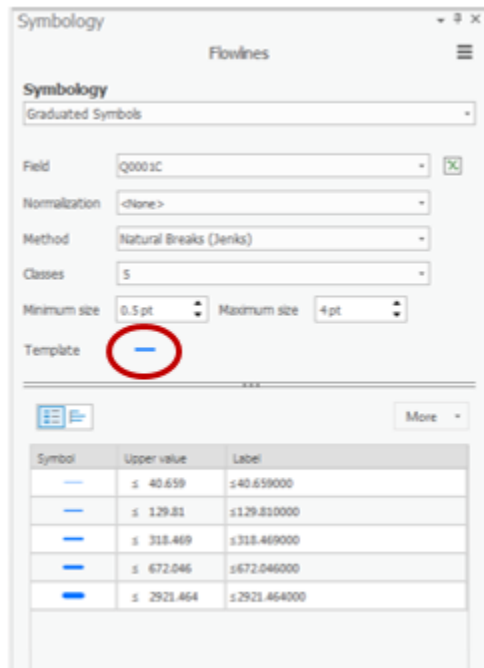 Symbology
Flowlines
Symbology
Graduated Symbols
Field Q0001C
Normalization <None>
Method Natural Breaks (Jenks)
Classes 5
Minimum size 0.5 pt Maximum size 4 pt
Template
More
Symbol Upper value Label
≤ 40.659 ≤40.659000
≤ 129.81 ≤129.810000
≤ 318.469 ≤318.469000
≤ 672.046 ≤672.046000
≤ 2921.464 ≤2921.464000